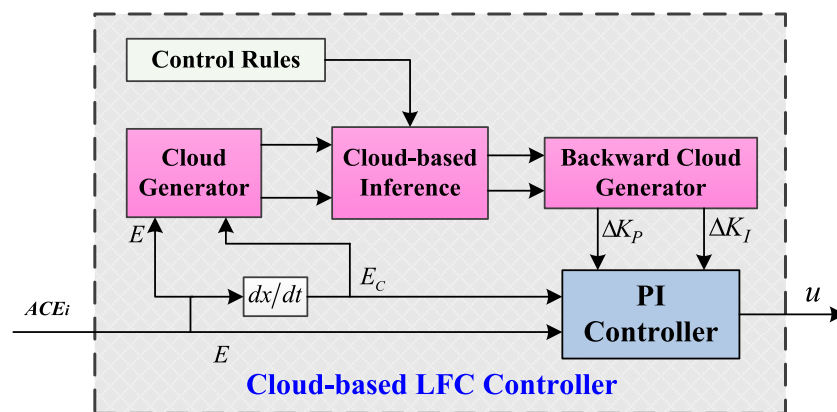 Control Rules
Cloud
Generator
Cloud-based
Inference
Backward Cloud
Generator
E
ΔK_P
ΔK_I
dx/dt
E_C
ACEi
E
PI
Controller
u
Cloud-based LFC Controller